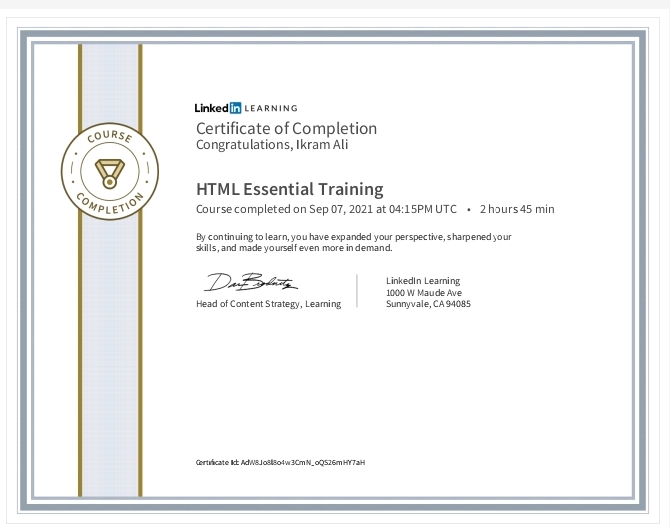 COURSE
COMPLETION
Linked in LEARNING
Certificate of Completion
Congratulations, Ikram Ali
HTML Essential Training
Course completed on Sep 07, 2021 at 04:15PM UTC • 2 hours 45 min
By continuing to learn, you have expanded your perspective, sharpened your
skills, and made yourself even more in demand.
Head of Content Strategy, Learning
LinkedIn Learning
1000 W Maude Ave
Sunnyvale, CA 94085
Certificate Id: